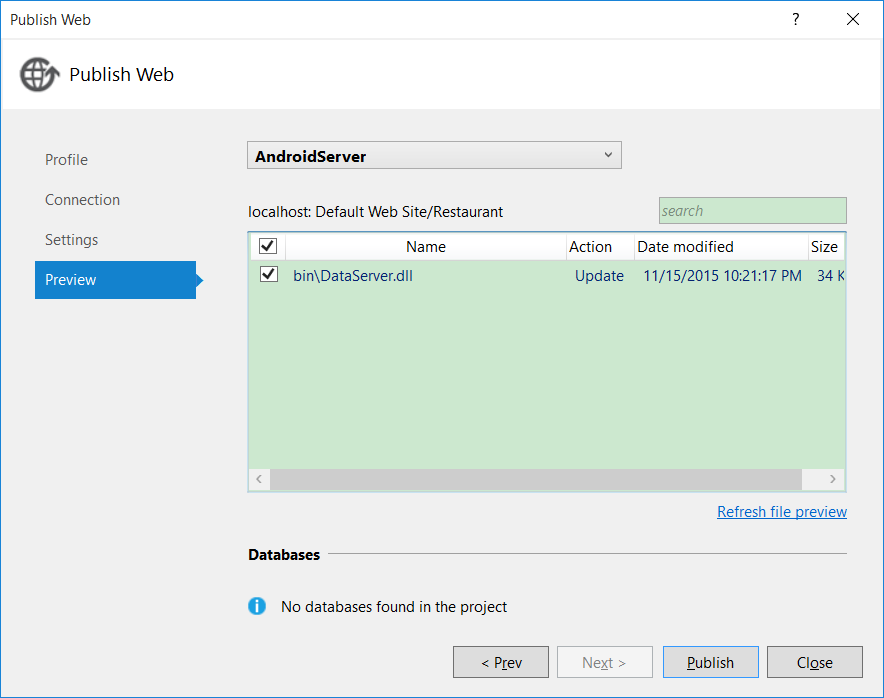 Publish Web
?
Publish Web
Profile
Connection
Settings
Preview
AndroidServer
localhost: Default Web Site/Restaurant
search
Name Action Date modified Size
bin\DataServer.dll Update 11/15/2015 10:21:17 PM 34 K
Refresh file preview
Databases
No databases found in the project
< Prev Next > Publish Close